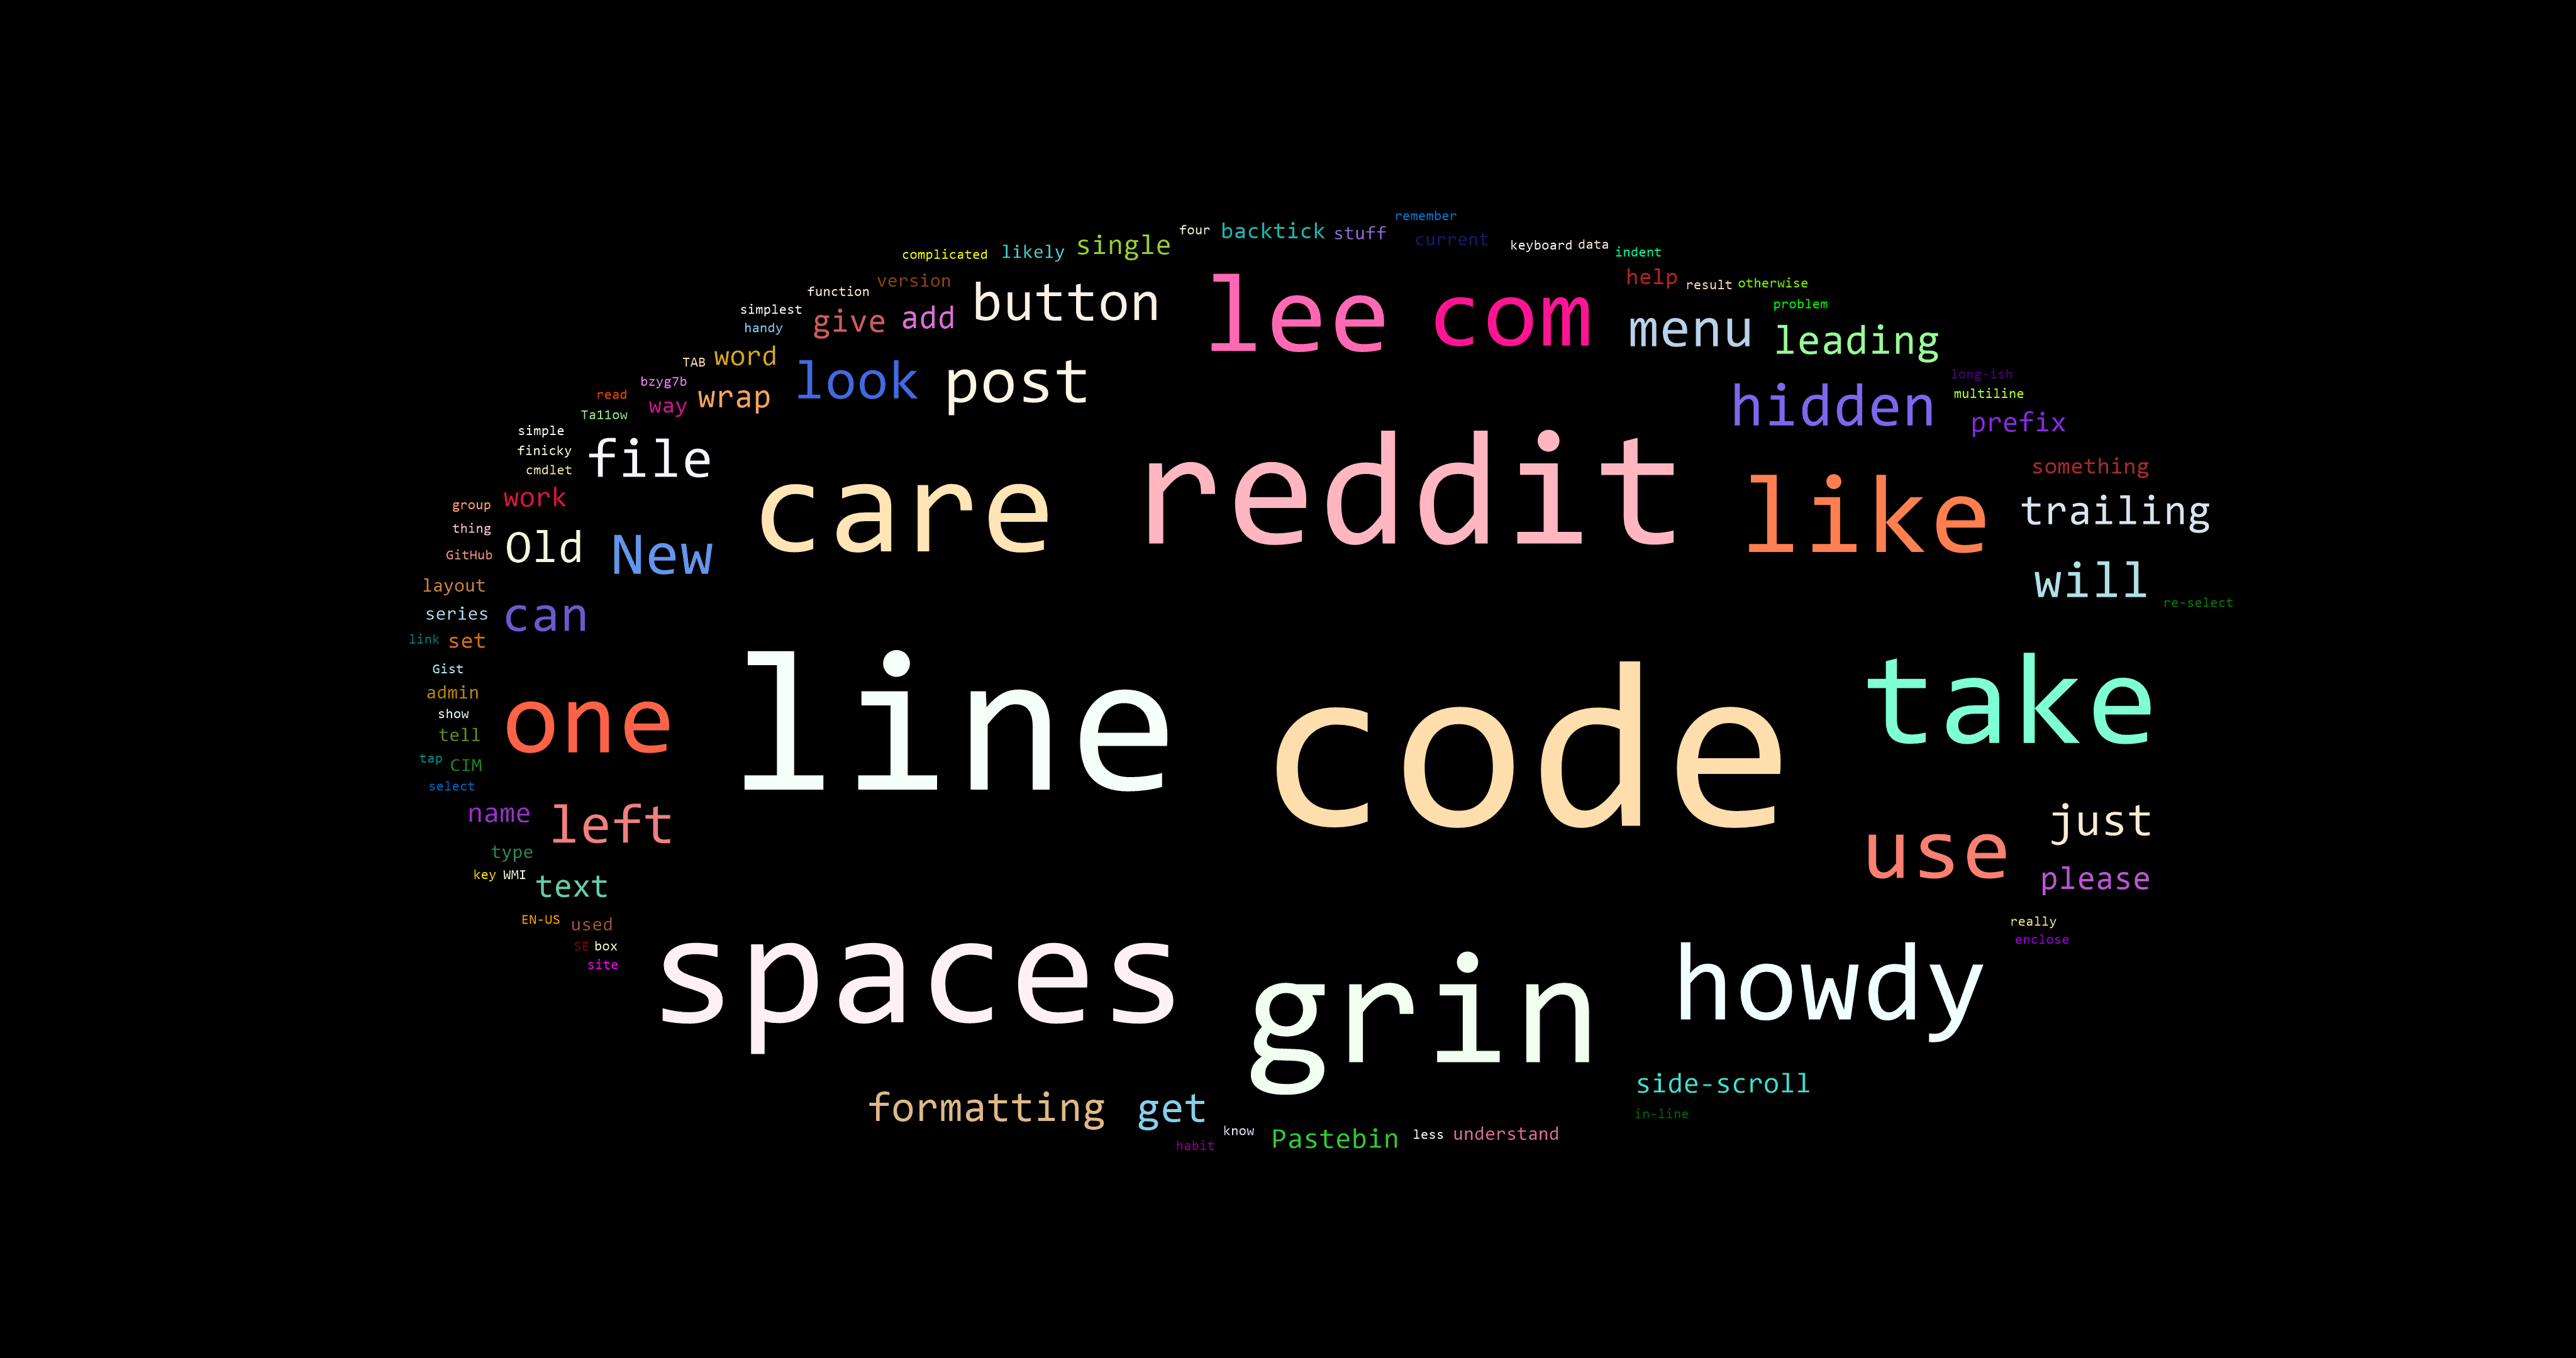 remember
four backtick stuff current
complicated likely single keyboard data indent
function version button lee com help result otherwise
simplest give add menu problem
handy leading
TAB word look post
bzyg7b long-ish
read way wrap hidden multiline
Ta11ow prefix
simple file care reddit like something
finicky
cmdlet
work trailing
group
thing Old New will
GitHub
layout re-select
series can
link set
Gist
admin one line code take
show
tell
tap CIM
select
name left just
type use
key WMI text please
EN-US used really
SE box enclose
site spaces grin howdy
side-scroll
formatting get in-line
know Pastebin less understand
habit